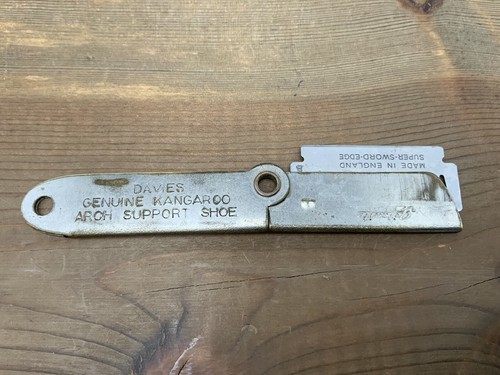 DAVIES
GENUINE KANGAROO
ARCH SUPPORT SHOE
MADE IN ENGLAND
SUPER-SWORD-EDGE